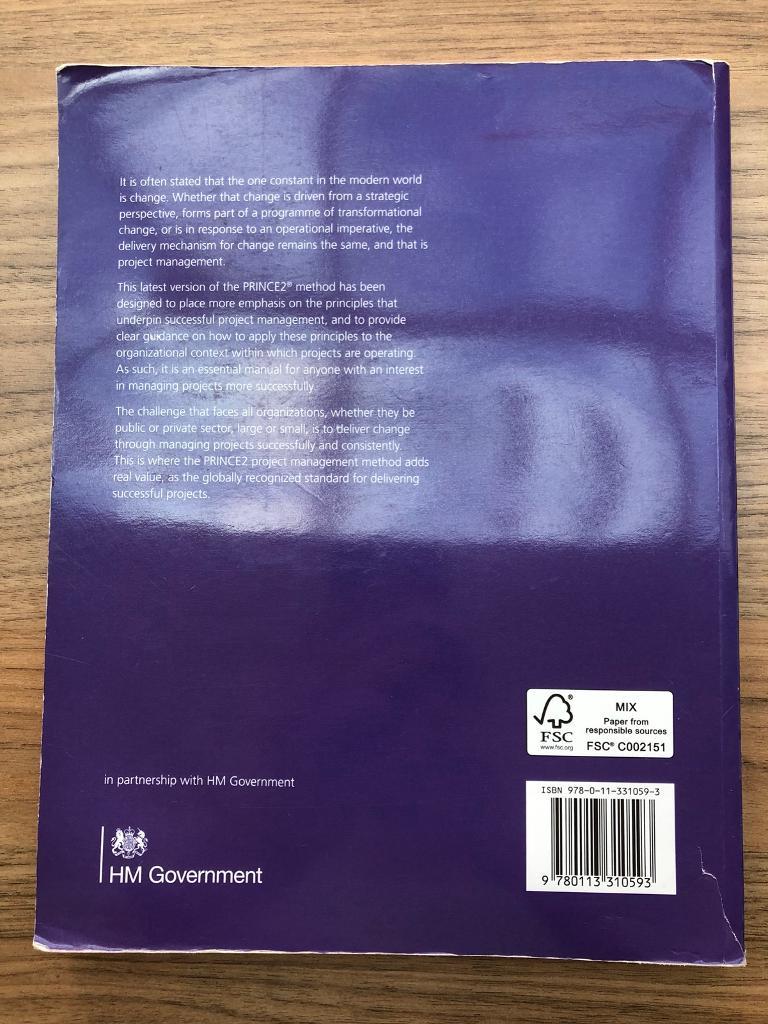 It is often stated that the one constant in the modern world
is change. Whether that change is driven from a strategic
perspective, forms part of a programme of transformational
change, or is in response to an operational imperative, the
delivery mechanism for change remains the same, and that is
project management.
This latest version of the PRINCE2® method has been
designed to place more emphasis on the principles that
underpin successful project management, and to provide
clear guidance on how to apply these principles to the
organizational context within which projects are operating.
As such, it is an essential manual for anyone with an interest
in managing projects more successfully.
The challenge that faces all organizations, whether they be
public or private sector, large or small, is to deliver change
through managing projects successfully and consistently.
This is where the PRINCE2 project management method adds
real value, as the globally recognized standard for delivering
successful projects.
FSC®
www.fsc.org
MIX
Paper from
responsible sources
FSC® C002151
in partnership with HM Government
HM Government
ISBN 978-0-11-331059-3
9 780113 310593